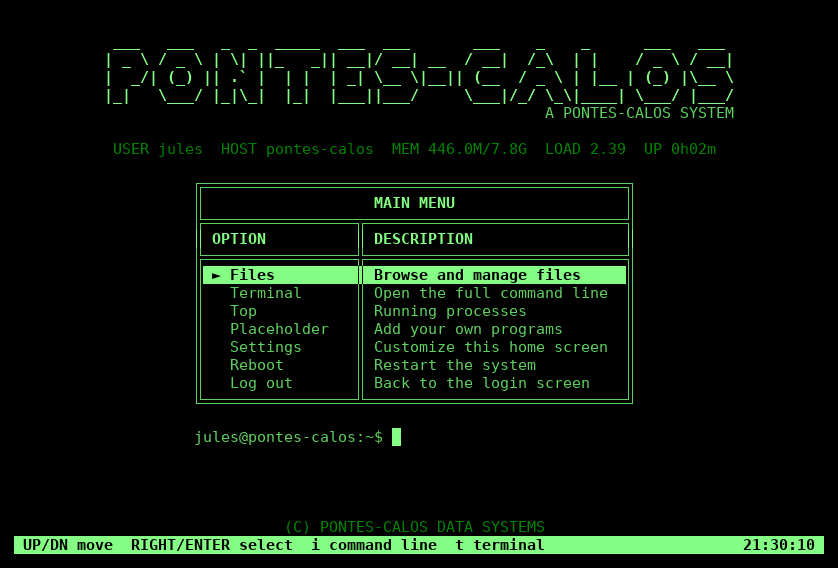 PONTES-CALOS
A PONTES-CALOS SYSTEM
USER jules  HOST pontes-calos  MEM 446.0M/7.8G  LOAD 2.39  UP 0h02m
MAIN MENU
OPTION  DESCRIPTION
► Files  Browse and manage files
Terminal  Open the full command line
Top  Running processes
Placeholder  Add your own programs
Settings  Customize this home screen
Reboot  Restart the system
Log out  Back to the login screen
jules@pontes-calos:~$
(C) PONTES-CALOS DATA SYSTEMS
UP/DN move  RIGHT/ENTER select  i command line  t terminal  21:30:10